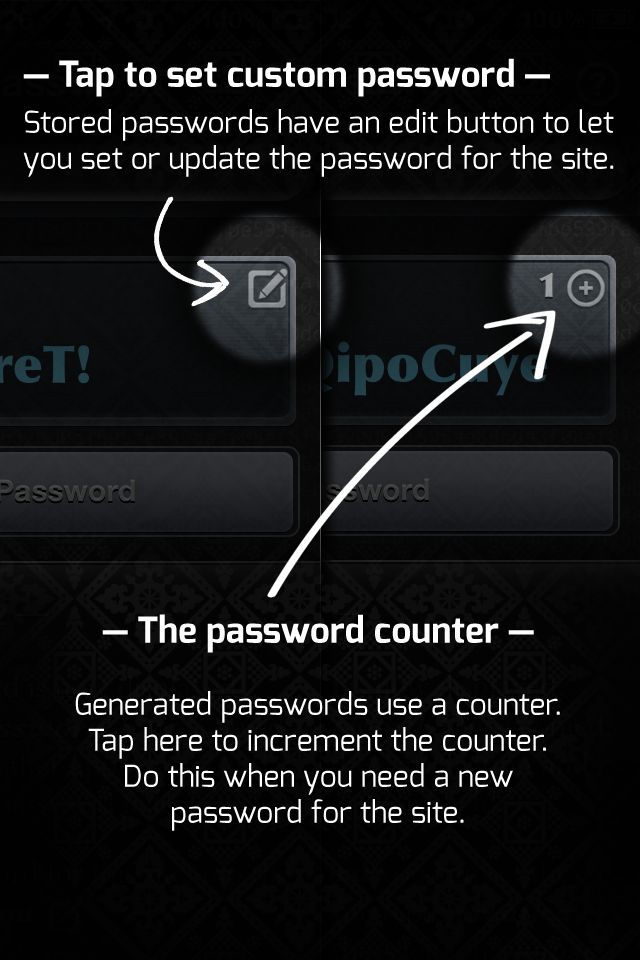 — Tap to set custom password —
Stored passwords have an edit button to let
you set or update the password for the site.
1
reT!
QipoCuye
Password
ssword
— The password counter —
Generated passwords use a counter.
Tap here to increment the counter.
Do this when you need a new
password for the site.